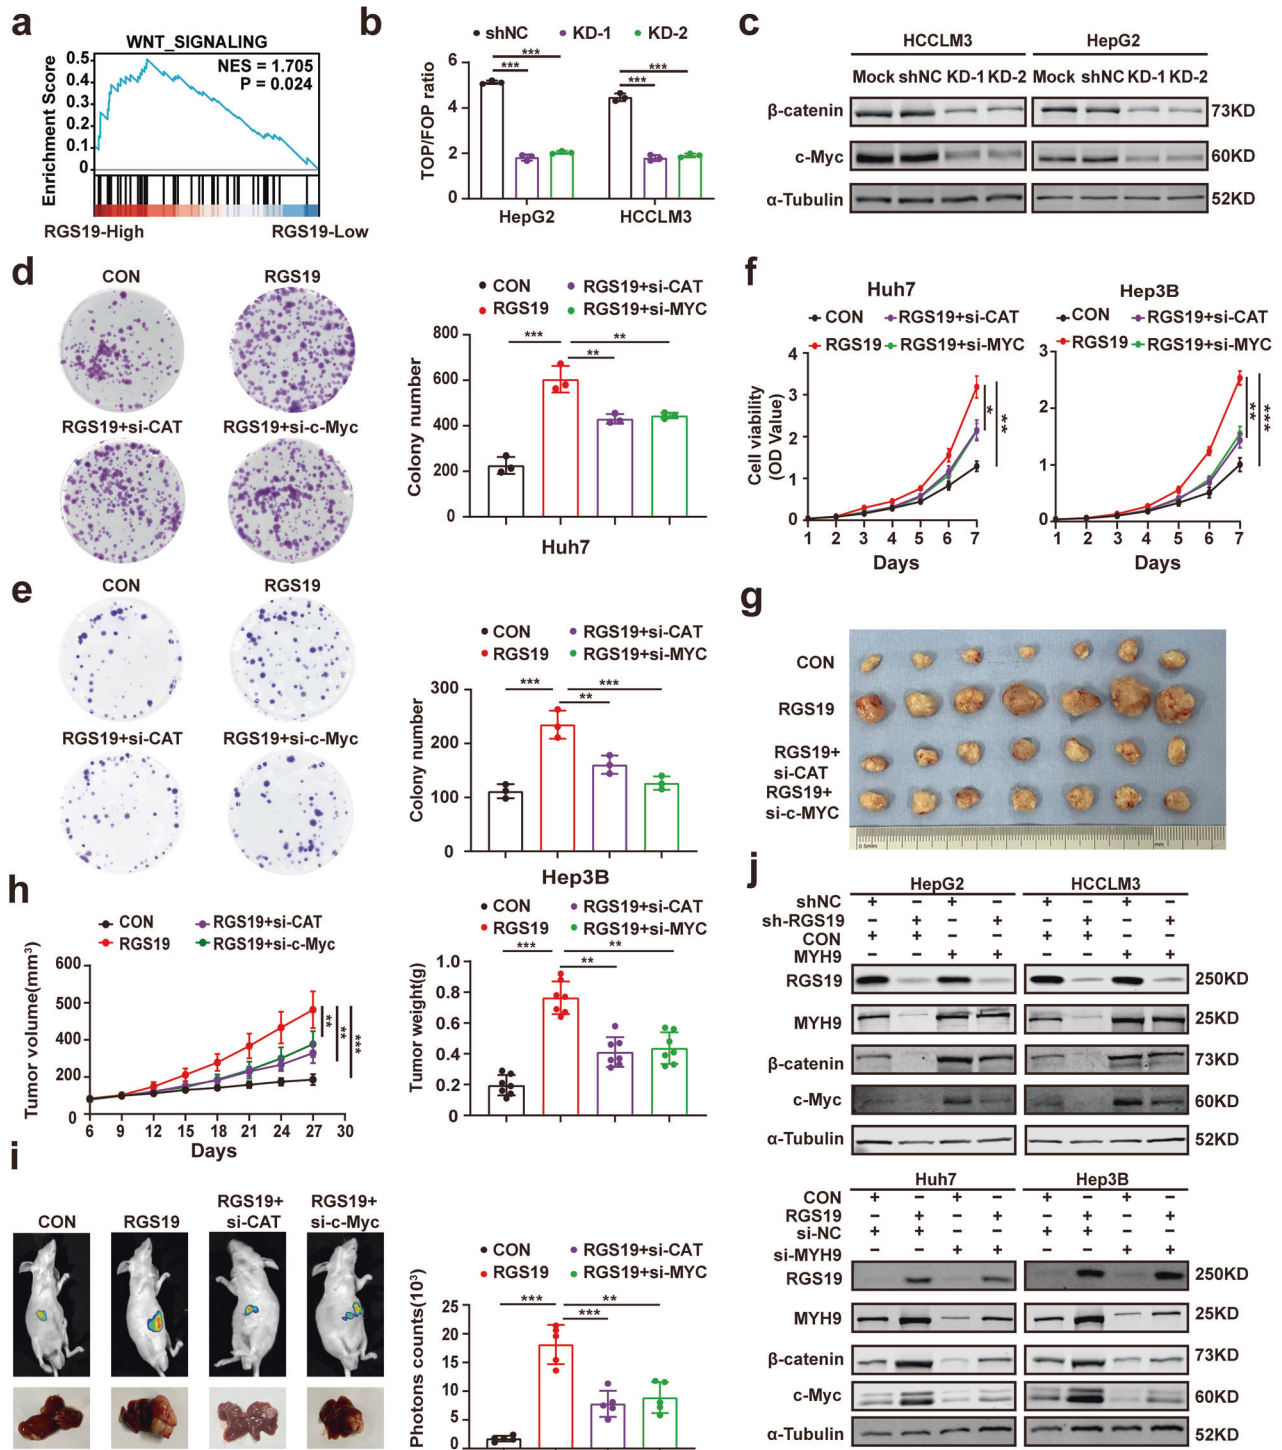 a
WNT_SIGNALING
NES = 1.705
P = 0.024
Enrichment Score
0.5
0.4
0.3
0.2
0.1
0
RGS19-High RGS19-Low
b
shNC KD-1 KD-2
TOP/FOP ratio
6
4
2
0
*** *** *** ***
HepG2 HCCLM3
c
HCCLM3 HepG2
Mock shNC KD-1 KD-2 Mock shNC KD-1 KD-2
β-catenin 73KD
c-Myc 60KD
α-Tubulin 52KD
d
CON RGS19
RGS19+si-CAT RGS19+si-c-Myc
CON RGS19+si-CAT
RGS19 RGS19+si-MYC
Colony number
800
600
400
200
0
*** ** **
Huh7
e
CON RGS19
RGS19+si-CAT RGS19+si-c-Myc
CON RGS19+si-CAT
RGS19 RGS19+si-MYC
Colony number
300
200
100
0
*** ** ***
Hep3B
f
Huh7
CON RGS19+si-CAT
RGS19 RGS19+si-MYC
Cell viability
(OD Value)
4
3
2
1
0
1 2 3 4 5 6 7
Days
* **
Hep3B
CON RGS19+si-CAT
RGS19 RGS19+si-MYC
3
2
1
0
1 2 3 4 5 6 7
Days
** ***
g
CON
RGS19
RGS19+
si-CAT
RGS19+
si-c-MYC
0.5mm mm
h
CON RGS19+si-CAT
RGS19 RGS19+si-c-Myc
Tumor volume(mm³)
600
500
400
200
0
6 9 12 15 18 21 24 27 30
Days
** ** ***
CON RGS19+si-CAT
RGS19 RGS19+si-MYC
Tumor weight(g)
1.0
0.8
0.6
0.4
0.2
0
*** ** **
i
CON RGS19 RGS19+ RGS19+
si-CAT si-c-Myc
CON RGS19+si-CAT
RGS19 RGS19+si-MYC
Photons counts(10³)
25
20
15
10
5
0
*** *** **
j
HepG2 HCCLM3
shNC + − + − + − + −
sh-RGS19 − + − + − + − +
CON + + − − + + − −
MYH9 − − + + − − + +
RGS19 250KD
MYH9 25KD
β-catenin 73KD
c-Myc 60KD
α-Tubulin 52KD
Huh7 Hep3B
CON + − + − + − + −
RGS19 − + − + − + − +
si-NC + + − − + + − −
si-MYH9 − − + + − − + +
RGS19 250KD
MYH9 25KD
β-catenin 73KD
c-Myc 60KD
α-Tubulin 52KD